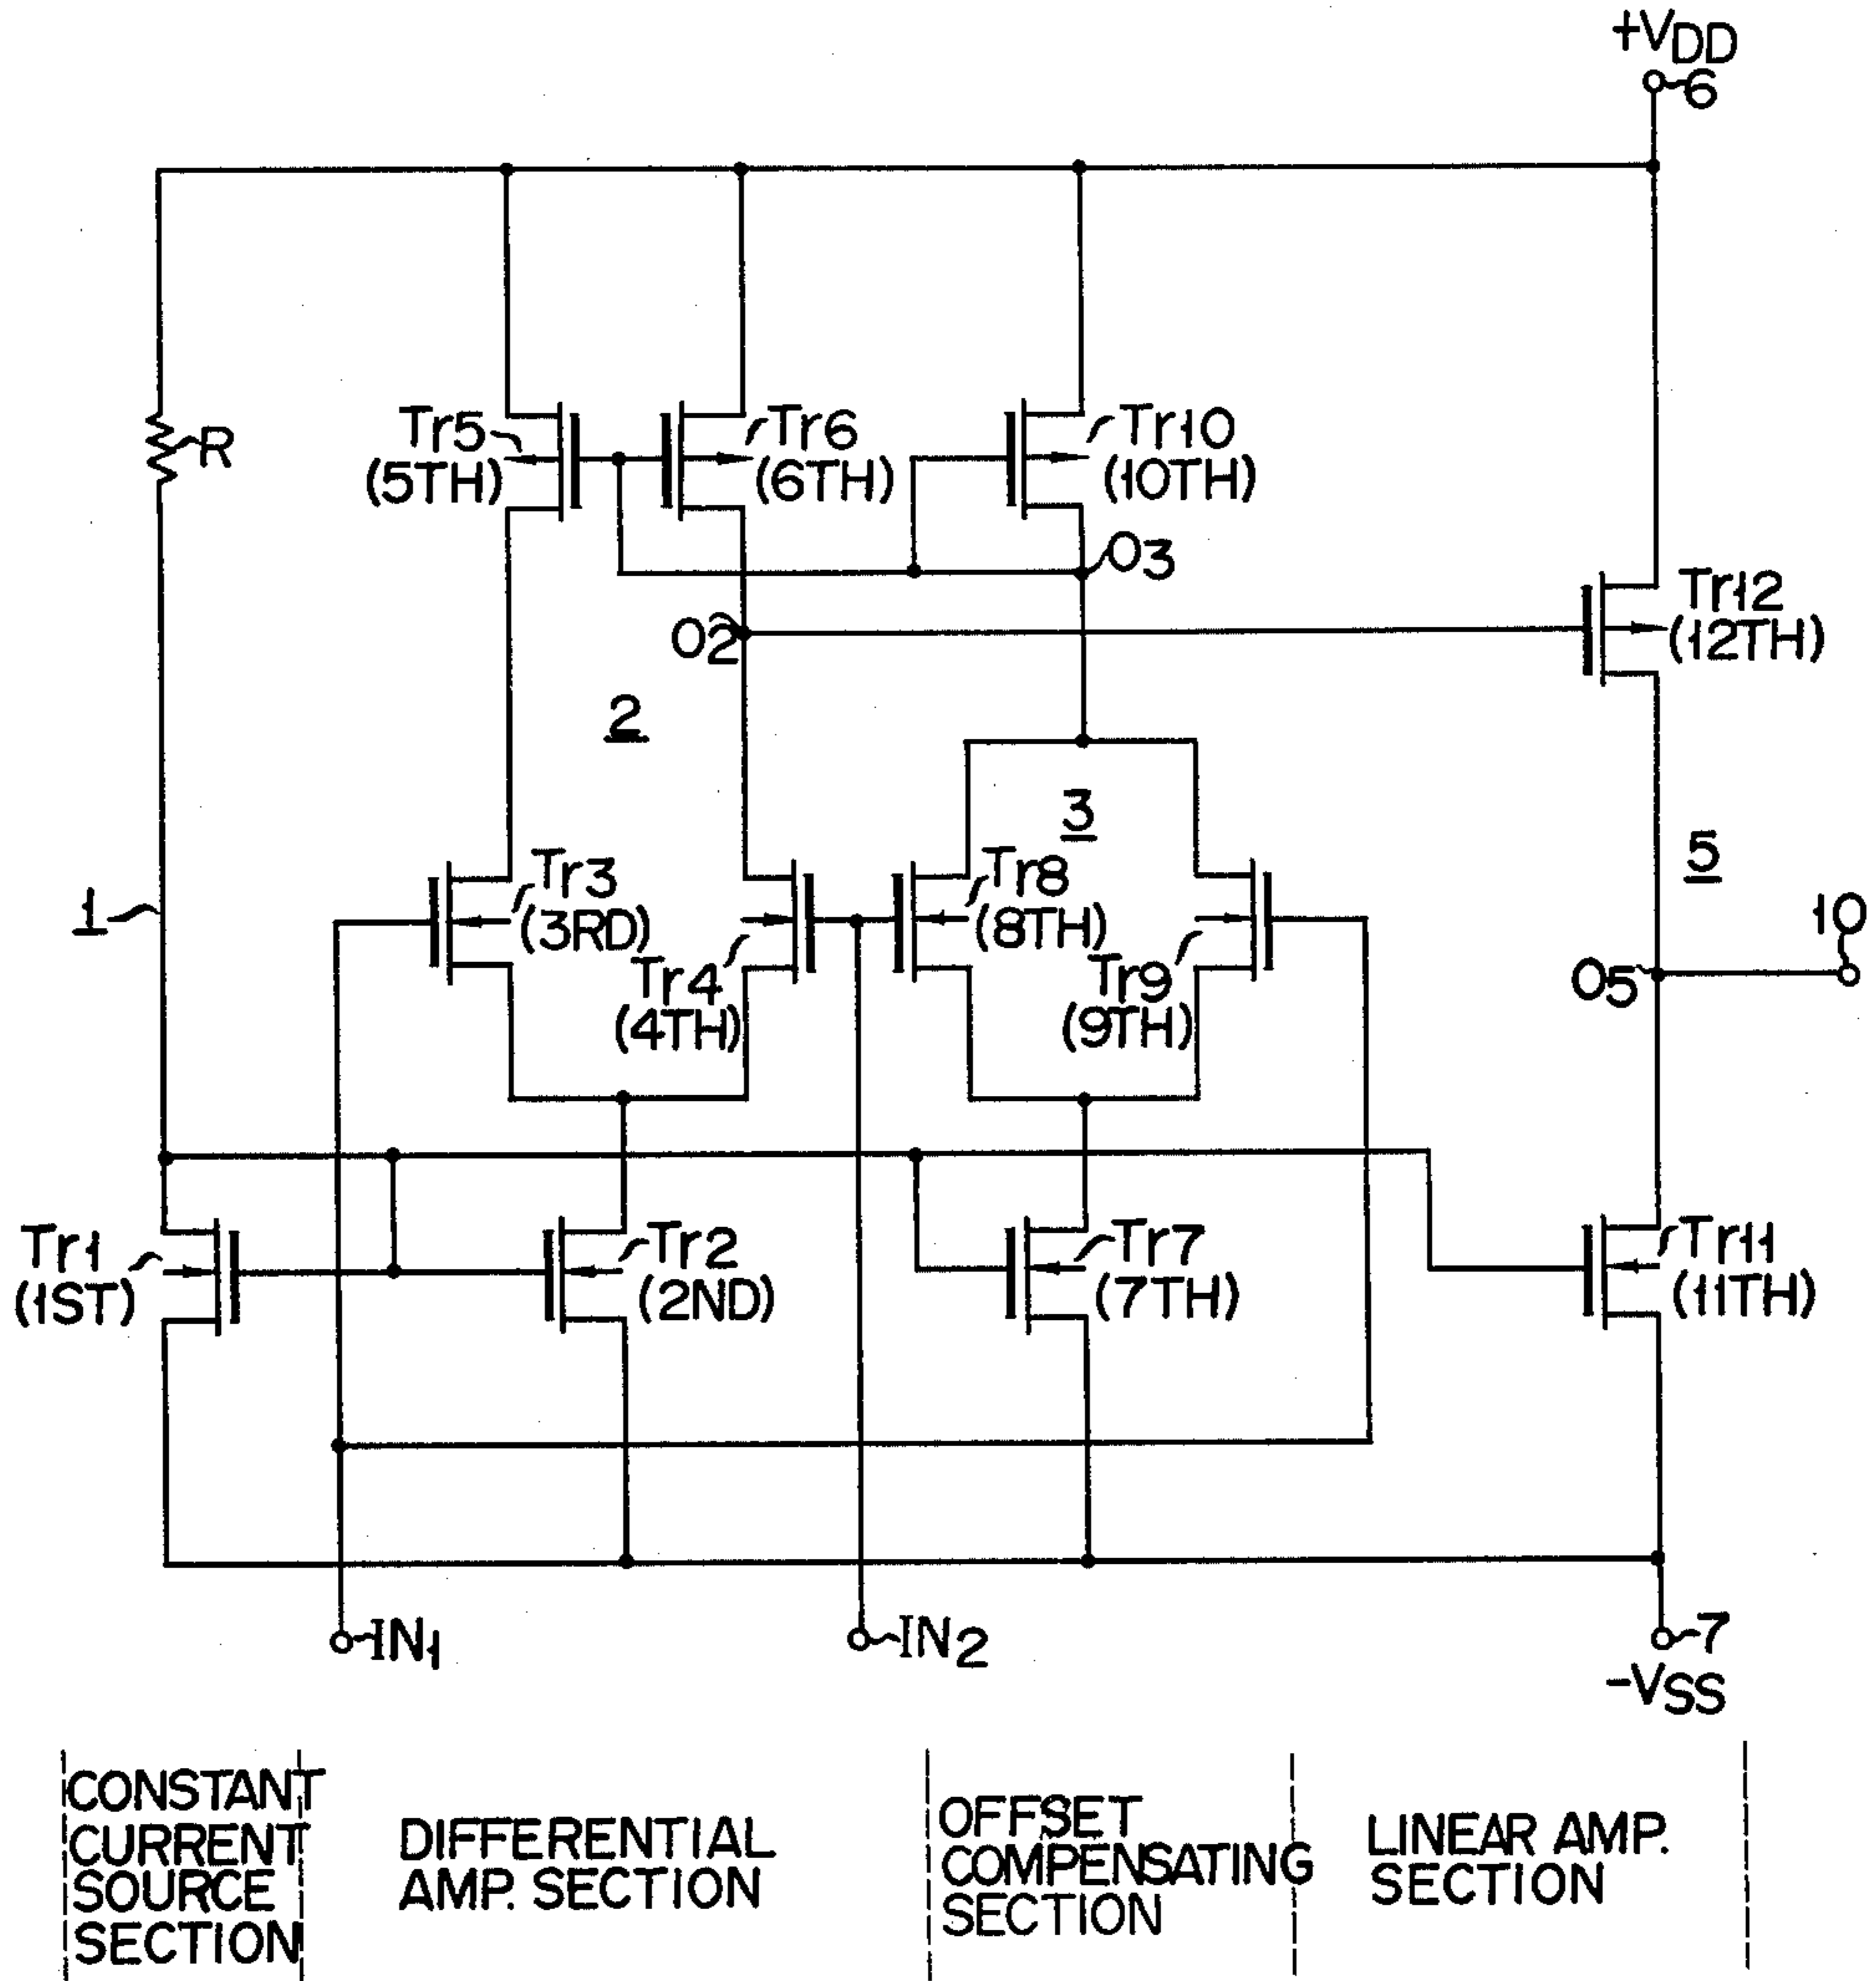 +VDD
6
R
Tr5
(5TH)
Tr6
(6TH)
Tr10
(10TH)
O3
O2
Tr12
(12TH)
2
3
5
1
Tr3
(3RD)
Tr4
(4TH)
Tr8
(8TH)
Tr9
(9TH)
10
O5
Tr1
(1ST)
Tr2
(2ND)
Tr7
(7TH)
Tr11
(11TH)
IN1
IN2
7
-VSS
CONSTANT
CURRENT
SOURCE
SECTION
DIFFERENTIAL
AMP. SECTION
OFFSET
COMPENSATING
SECTION
LINEAR AMP.
SECTION